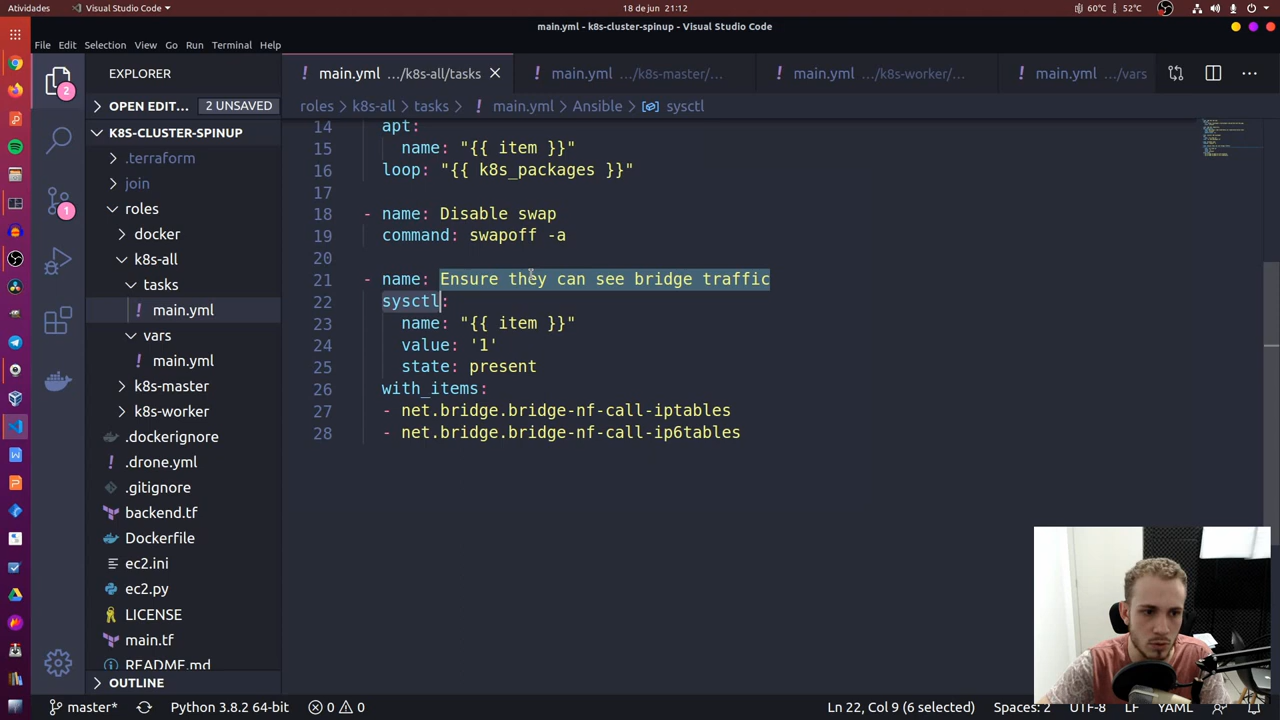 Atividades
Visual Studio Code
18 de jun 21:12
60°C
52°C
main.yml - k8s-cluster-spinup - Visual Studio Code
File Edit Selection View Go Run Terminal Help
EXPLORER
main.yml .../k8s-all/tasks
main.yml .../k8s-master/...
main.yml .../k8s-worker/...
main.yml .../vars
2
OPEN EDIT... 2 UNSAVED
roles > k8s-all > tasks > main.yml > Ansible > sysctl
K8S-CLUSTER-SPINUP
.terraform
join
roles
docker
k8s-all
tasks
main.yml
vars
main.yml
k8s-master
k8s-worker
.dockerignore
.drone.yml
.gitignore
backend.tf
Dockerfile
ec2.ini
ec2.py
LICENSE
main.tf
README.md
OUTLINE
1
14 apt:
15 name: "{{ item }}"
16 loop: "{{ k8s_packages }}"
17
18 - name: Disable swap
19 command: swapoff -a
20
21 - name: Ensure they can see bridge traffic
22 sysctl:
23 name: "{{ item }}"
24 value: '1'
25 state: present
26 with_items:
27 - net.bridge.bridge-nf-call-iptables
28 - net.bridge.bridge-nf-call-ip6tables
master* Python 3.8.2 64-bit 0 0 Ln 22, Col 9 (6 selected) Spaces: 2 UTF-8 LF YAML